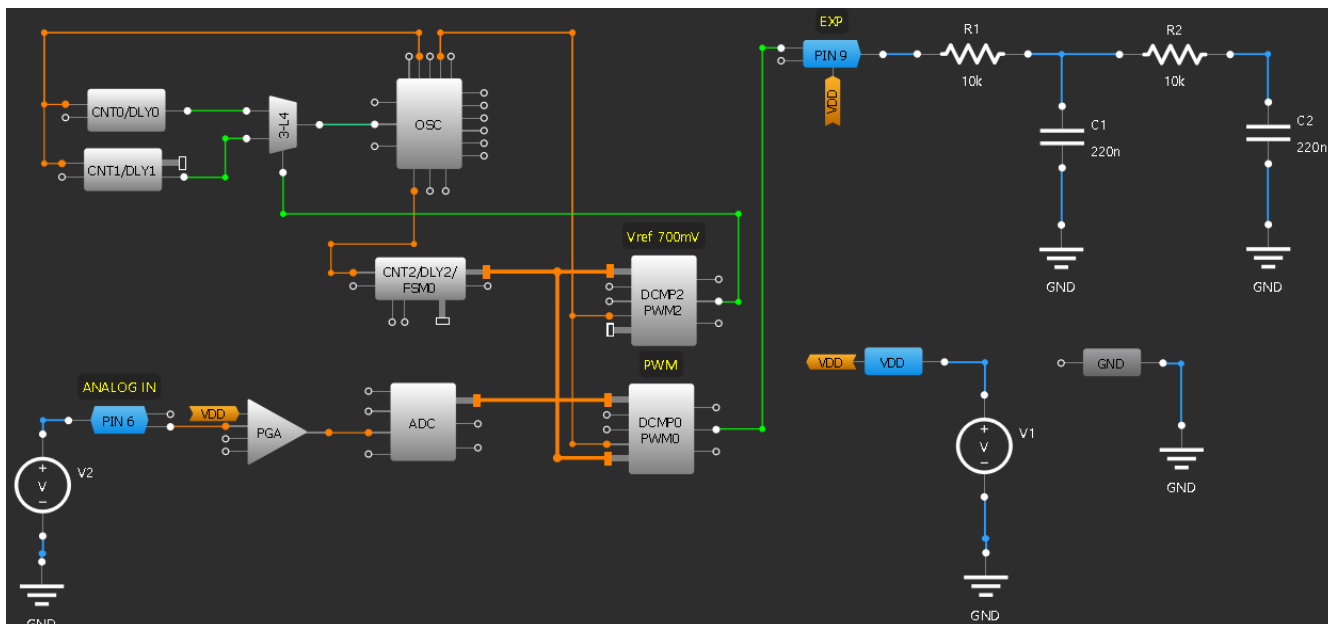 EXP
PIN 9
VDD
R1
10k
R2
10k
C1
220n
C2
220n
GND
GND
CNT0/DLY0
CNT1/DLY1
3-L4
OSC
CNT2/DLY2/
FSM0
Vref 700mV
DCMP2
PWM2
ANALOG IN
PIN 6
VDD
PGA
ADC
PWM
DCMP0
PWM0
V2
V
+
−
GND
VDD
VDD
V1
+
V
−
GND
GND
GND